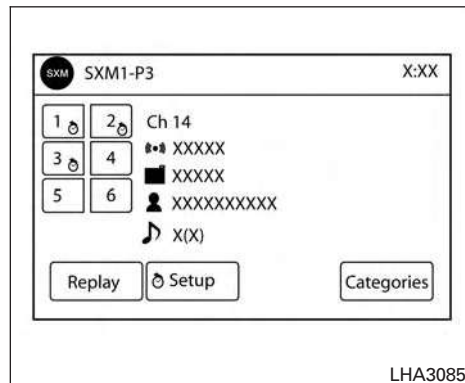 SXM SXM1-P3 X:XX
1 2 Ch 14
XXXXX
3 4
XXXXX
5 6
XXXXXXXXXX
X(X)
Replay Setup Categories
LHA3085